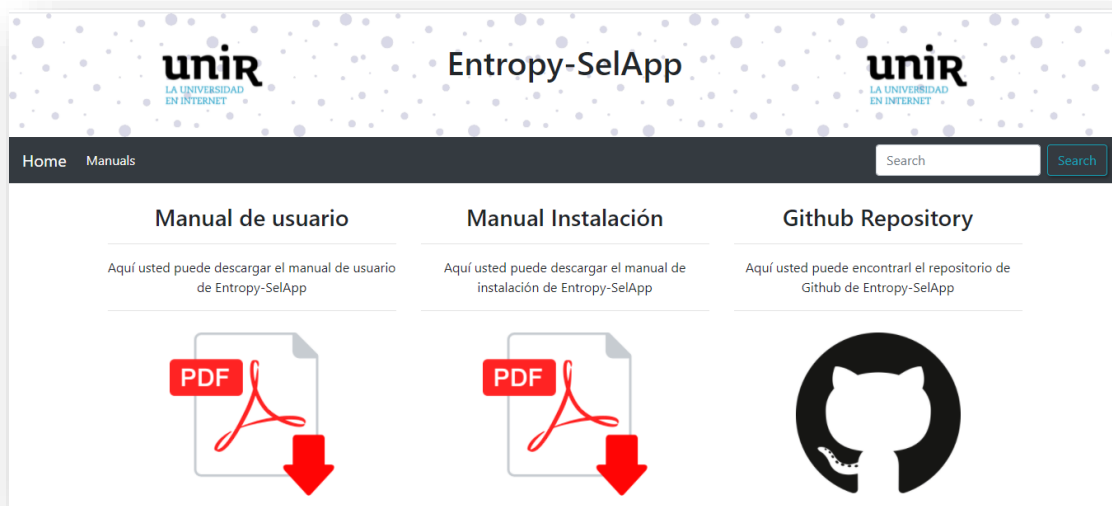 uniR
LA UNIVERSIDAD
EN INTERNET
Entropy-SelApp
uniR
LA UNIVERSIDAD
EN INTERNET
Home
Manuals
Search
Search
Manual de usuario
Aquí usted puede descargar el manual de usuario
de Entropy-SelApp
PDF
Manual Instalación
Aquí usted puede descargar el manual de
instalación de Entropy-SelApp
PDF
Github Repository
Aquí usted puede encontrarl el repositorio de
Github de Entropy-SelApp